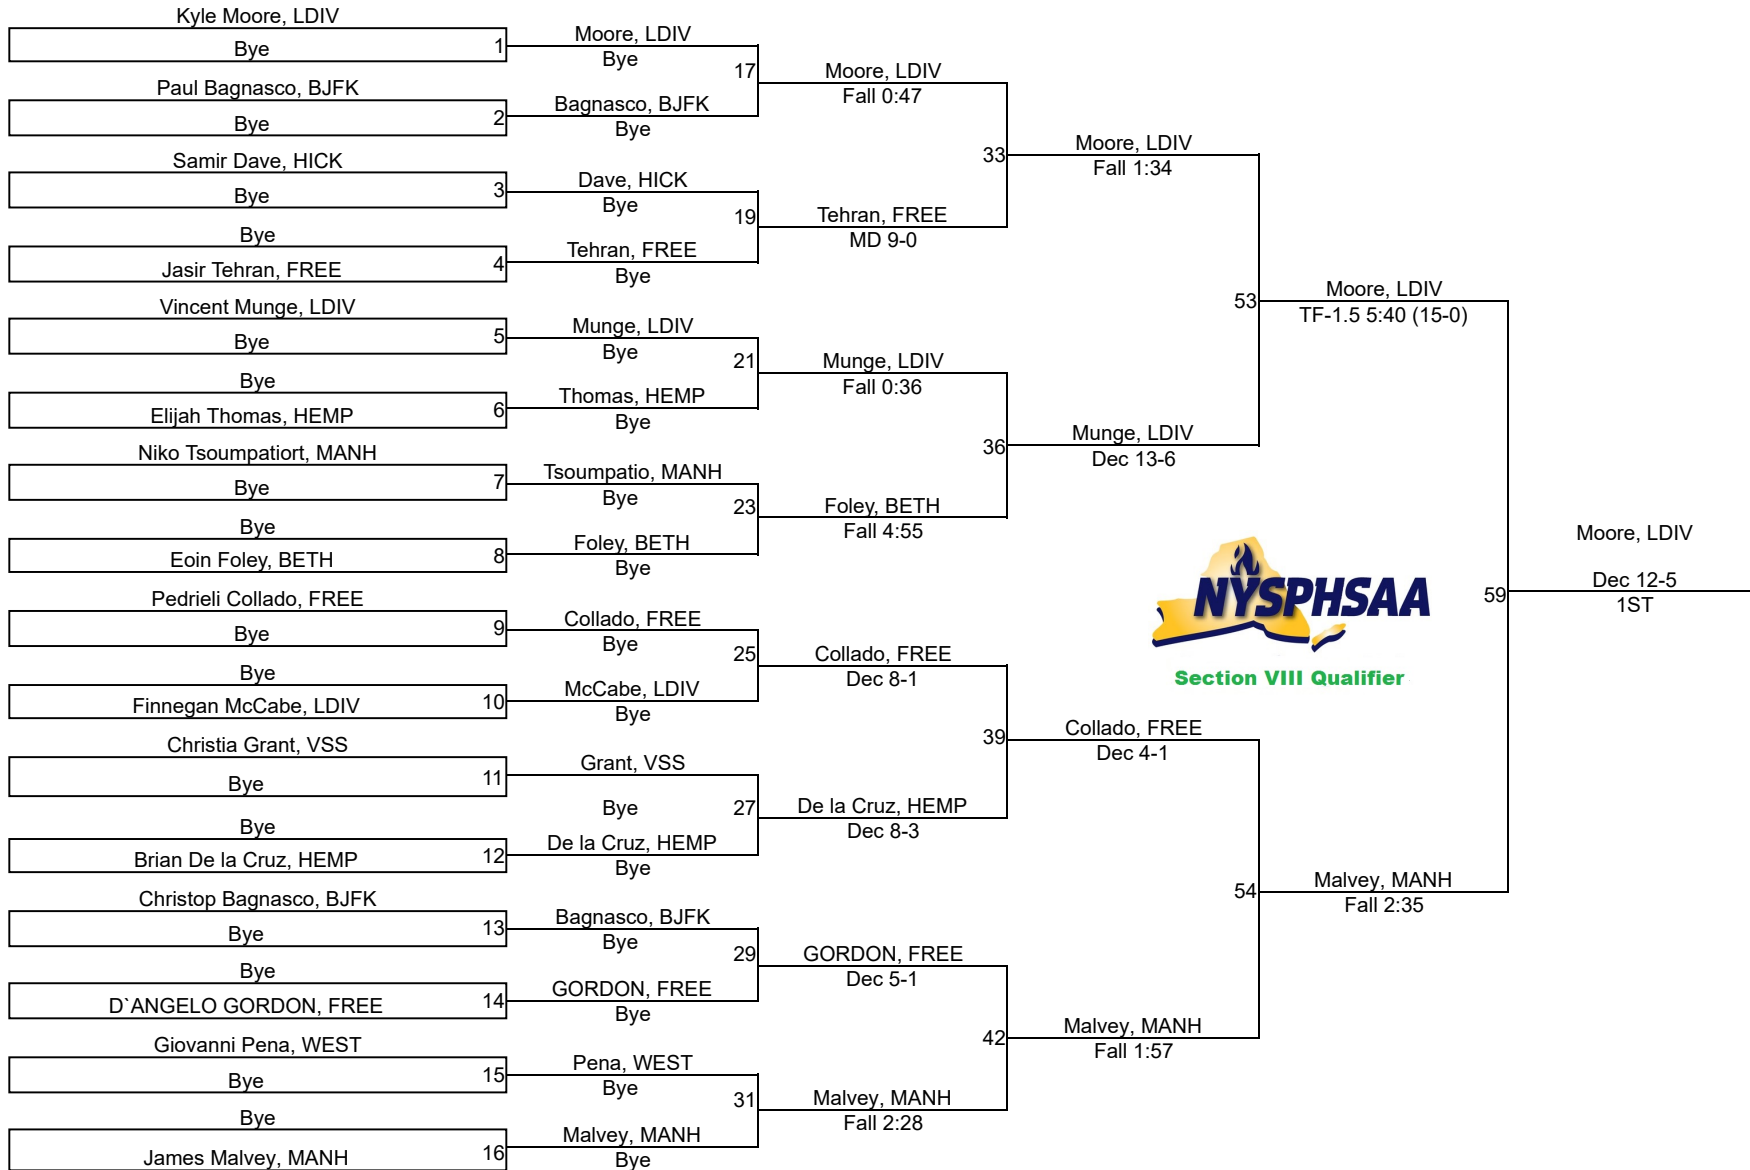 Kyle Moore, LDIV
Bye
1
Paul Bagnasco, BJFK
Bye
2
Samir Dave, HICK
Bye
3
Bye
Jasir Tehran, FREE
4
Vincent Munge, LDIV
Bye
5
Bye
Elijah Thomas, HEMP
6
Niko Tsoumpatiort, MANH
Bye
7
Bye
Eoin Foley, BETH
8
Pedrieli Collado, FREE
Bye
9
Bye
Finnegan McCabe, LDIV
10
Christia Grant, VSS
Bye
11
Bye
Brian De la Cruz, HEMP
12
Christop Bagnasco, BJFK
Bye
13
Bye
D`ANGELO GORDON, FREE
14
Giovanni Pena, WEST
Bye
15
Bye
James Malvey, MANH
16
Moore, LDIV
Bye
17
Bagnasco, BJFK
Bye
Dave, HICK
Bye
19
Tehran, FREE
Bye
Munge, LDIV
Bye
21
Thomas, HEMP
Bye
Tsoumpatio, MANH
Bye
23
Foley, BETH
Bye
Collado, FREE
Bye
25
McCabe, LDIV
Bye
Grant, VSS
Bye
27
De la Cruz, HEMP
Bye
Bagnasco, BJFK
Bye
29
GORDON, FREE
Bye
Pena, WEST
Bye
31
Malvey, MANH
Bye
Moore, LDIV
Fall 0:47
33
Tehran, FREE
MD 9-0
Munge, LDIV
Fall 0:36
36
Foley, BETH
Fall 4:55
Collado, FREE
Dec 8-1
39
De la Cruz, HEMP
Dec 8-3
GORDON, FREE
Dec 5-1
42
Malvey, MANH
Fall 2:28
Moore, LDIV
Fall 1:34
53
Munge, LDIV
Dec 13-6
Collado, FREE
Dec 4-1
54
Malvey, MANH
Fall 1:57
Moore, LDIV
TF-1.5 5:40 (15-0)
59
Malvey, MANH
Fall 2:35
NYSPHSAA
Section VIII Qualifier
Moore, LDIV
Dec 12-5
1ST